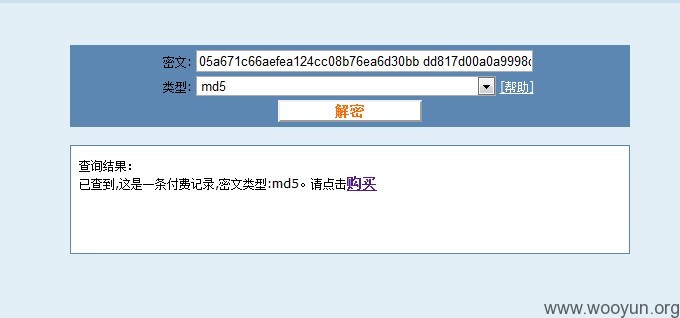 密文: 05a671c66aefea124cc08b76ea6d30bb dd817d00a0a9998c
类型: md5 [帮助]
解密
查询结果:
已查到,这是一条付费记录,密文类型:md5。请点击购买
www.wooyun.org